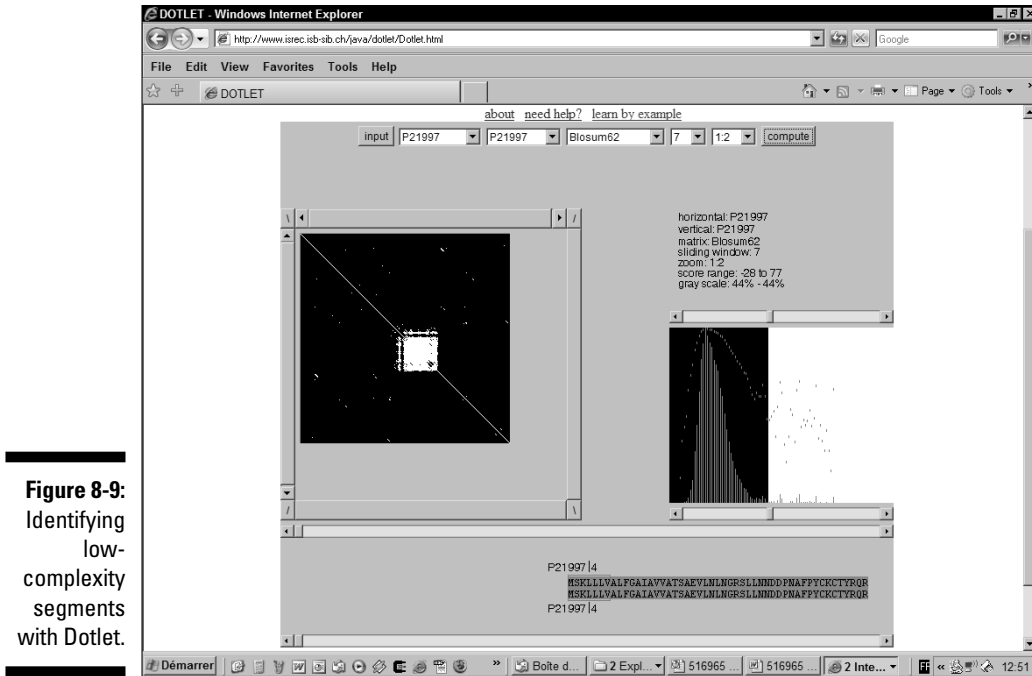 DOTLET - Windows Internet Explorer
http://www.isrec.isb-sib.ch/java/dotlet/Dotlet.html
Google
File Edit View Favorites Tools Help
DOTLET
Page Tools
about need help? learn by example
input P21997 P21997 Blosum62 7 1:2 compute
\ /
horizontal: P21997
vertical: P21997
matrix: Blosum62
sliding window: 7
zoom: 1:2
score range: -28 to 77
gray scale: 44% - 44%
/ \
Figure 8-9:
Identifying
low-
complexity
segments
with Dotlet.
P21997|4
MSKLLLVALFGAIAVVATSAEVLNLNGRSLLNNDDPNAFPYCKCTYRQR
MSKLLLVALFGAIAVVATSAEVLNLNGRSLLNNDDPNAFPYCKCTYRQR
P21997|4
Démarrer » Boîte d... 2 Expl... 516965 ... 516965 ... 2 Inte... « 12:51